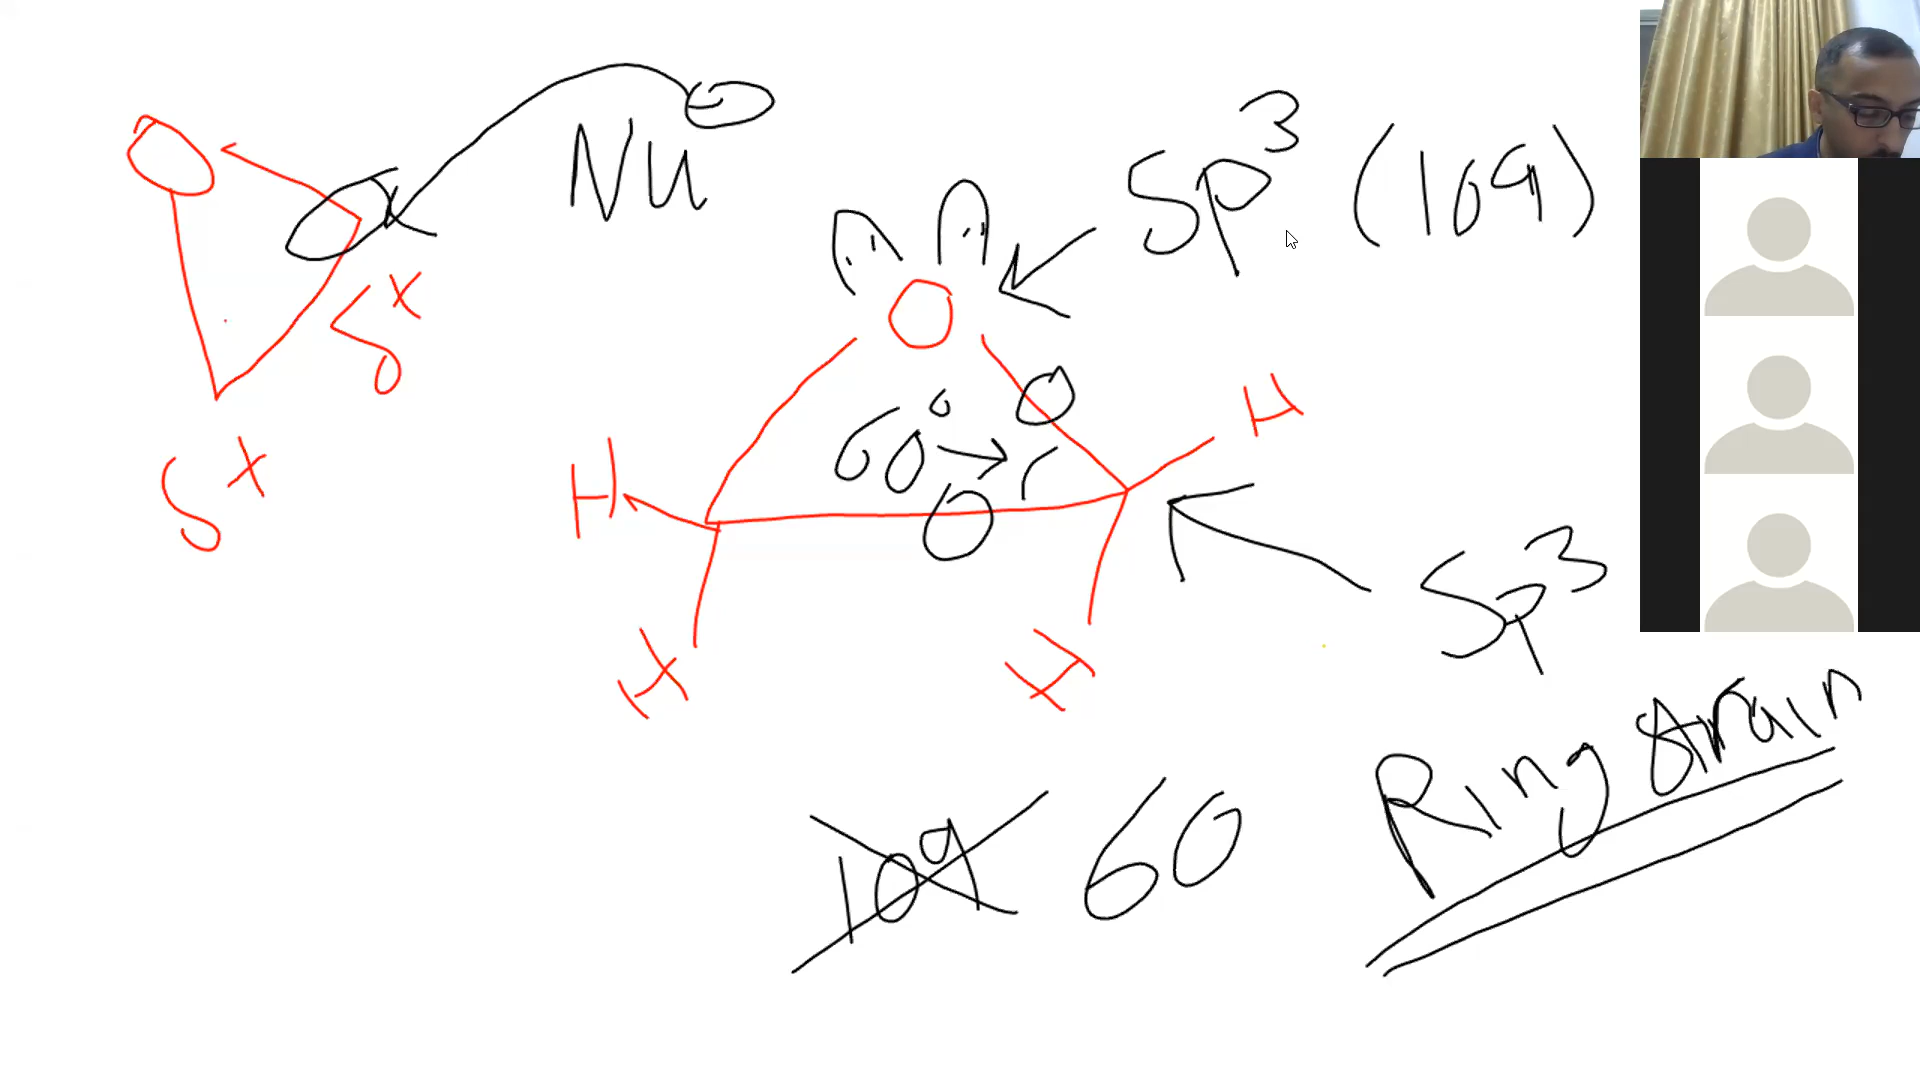 O
Nu⁻
δ+
δ+
sp³ (109)
O
60°
H
H
H
H
sp³
109 60
Ring strain